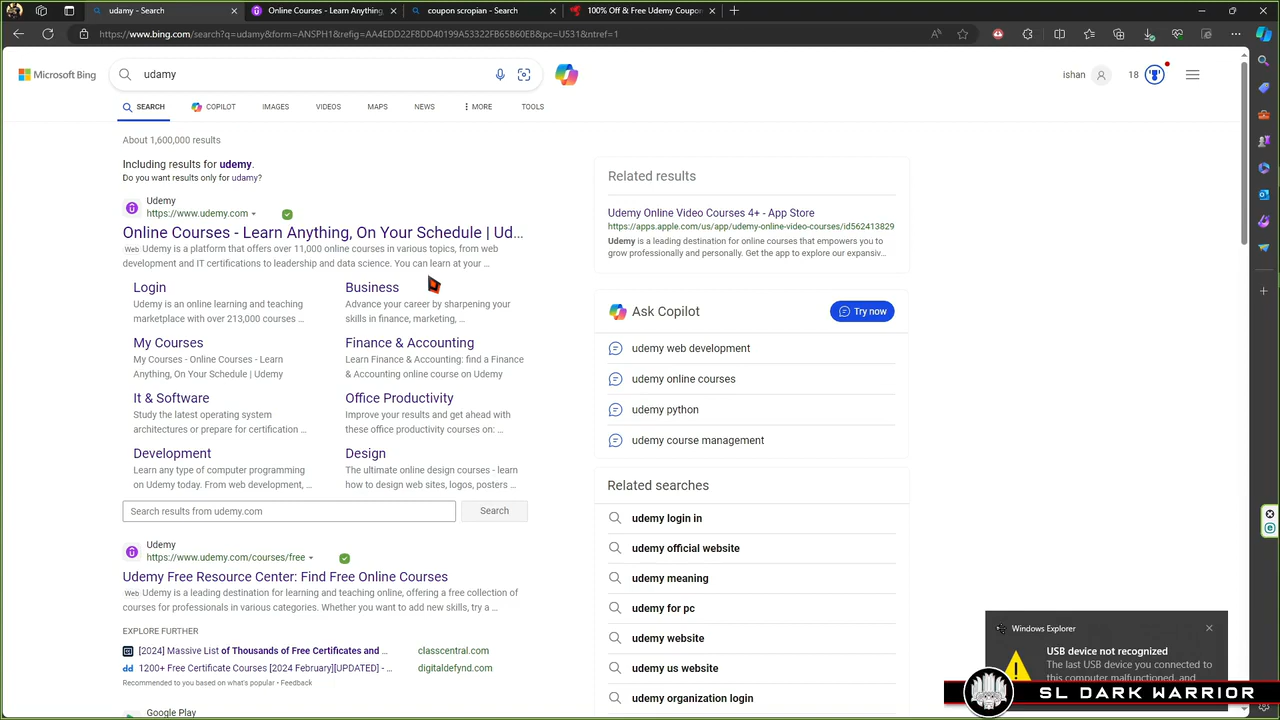 udamy - Search
Online Courses - Learn Anything,
coupon scropian - Search
100% Off & Free Udemy Coupon
https://www.bing.com/search?q=udamy&form=ANSPH1&refig=AA4EDD22F8DD40199A53322FB65B60EB&pc=U531&ntref=1
Microsoft Bing
udamy
ishan
18
SEARCH
COPILOT
IMAGES
VIDEOS
MAPS
NEWS
MORE
TOOLS
About 1,600,000 results
Including results for udemy.
Do you want results only for udamy?
Udemy
https://www.udemy.com
Online Courses - Learn Anything, On Your Schedule | Ud...
Web Udemy is a platform that offers over 11,000 online courses in various topics, from web
development and IT certifications to leadership and data science. You can learn at your ...
Login
Udemy is an online learning and teaching
marketplace with over 213,000 courses ...
Business
Advance your career by sharpening your
skills in finance, marketing, ...
My Courses
My Courses - Online Courses - Learn
Anything, On Your Schedule | Udemy
Finance & Accounting
Learn Finance & Accounting: find a Finance
& Accounting online course on Udemy
It & Software
Study the latest operating system
architectures or prepare for certification ...
Office Productivity
Improve your results and get ahead with
these office productivity courses on: ...
Development
Learn any type of computer programming
on Udemy today. From web development, ...
Design
The ultimate online design courses - learn
how to design web sites, logos, posters ...
Search results from udemy.com
Search
Udemy
https://www.udemy.com/courses/free
Udemy Free Resource Center: Find Free Online Courses
Web Udemy is a leading destination for learning and teaching online, offering a free collection of
courses for professionals in various categories. Whether you want to add new skills, try a ...
EXPLORE FURTHER
[2024] Massive List of Thousands of Free Certificates and ...
classcentral.com
1200+ Free Certificate Courses [2024 February][UPDATED] - ...
digitaldefynd.com
Recommended to you based on what's popular • Feedback
Google Play
Related results
Udemy Online Video Courses 4+ - App Store
https://apps.apple.com/us/app/udemy-online-video-courses/id562413829
Udemy is a leading destination for online courses that empowers you to
grow professionally and personally. Get the app to explore our expansiv...
Ask Copilot
Try now
udemy web development
udemy online courses
udemy python
udemy course management
Related searches
udemy login in
udemy official website
udemy meaning
udemy for pc
udemy website
udemy us website
udemy organization login
Windows Explorer
USB device not recognized
The last USB device you connected to
this computer malfunctioned, and
SL DARK WARRIOR